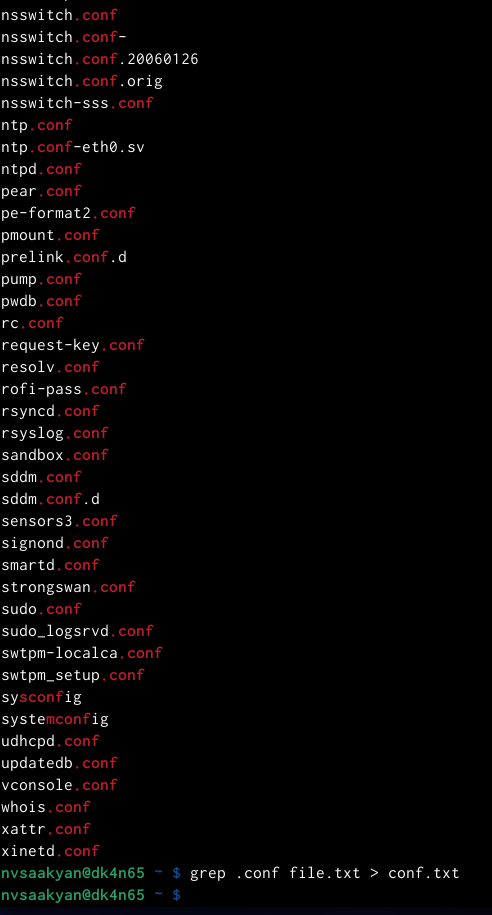 nsswitch.conf
nsswitch.conf-
nsswitch.conf.20060126
nsswitch.conf.orig
nsswitch-sss.conf
ntp.conf
ntp.conf-eth0.sv
ntpd.conf
pear.conf
pe-format2.conf
pmount.conf
prelink.conf.d
pump.conf
pwdb.conf
rc.conf
request-key.conf
resolv.conf
rofi-pass.conf
rsyncd.conf
rsyslog.conf
sandbox.conf
sddm.conf
sddm.conf.d
sensors3.conf
signond.conf
smartd.conf
strongswan.conf
sudo.conf
sudo_logsrvd.conf
swtpm-localca.conf
swtpm_setup.conf
sysconfig
systemconfig
udhcpd.conf
updatedb.conf
vconsole.conf
whois.conf
xattr.conf
xinetd.conf
nvsaakyan@dk4n65 ~ $ grep .conf file.txt > conf.txt
nvsaakyan@dk4n65 ~ $